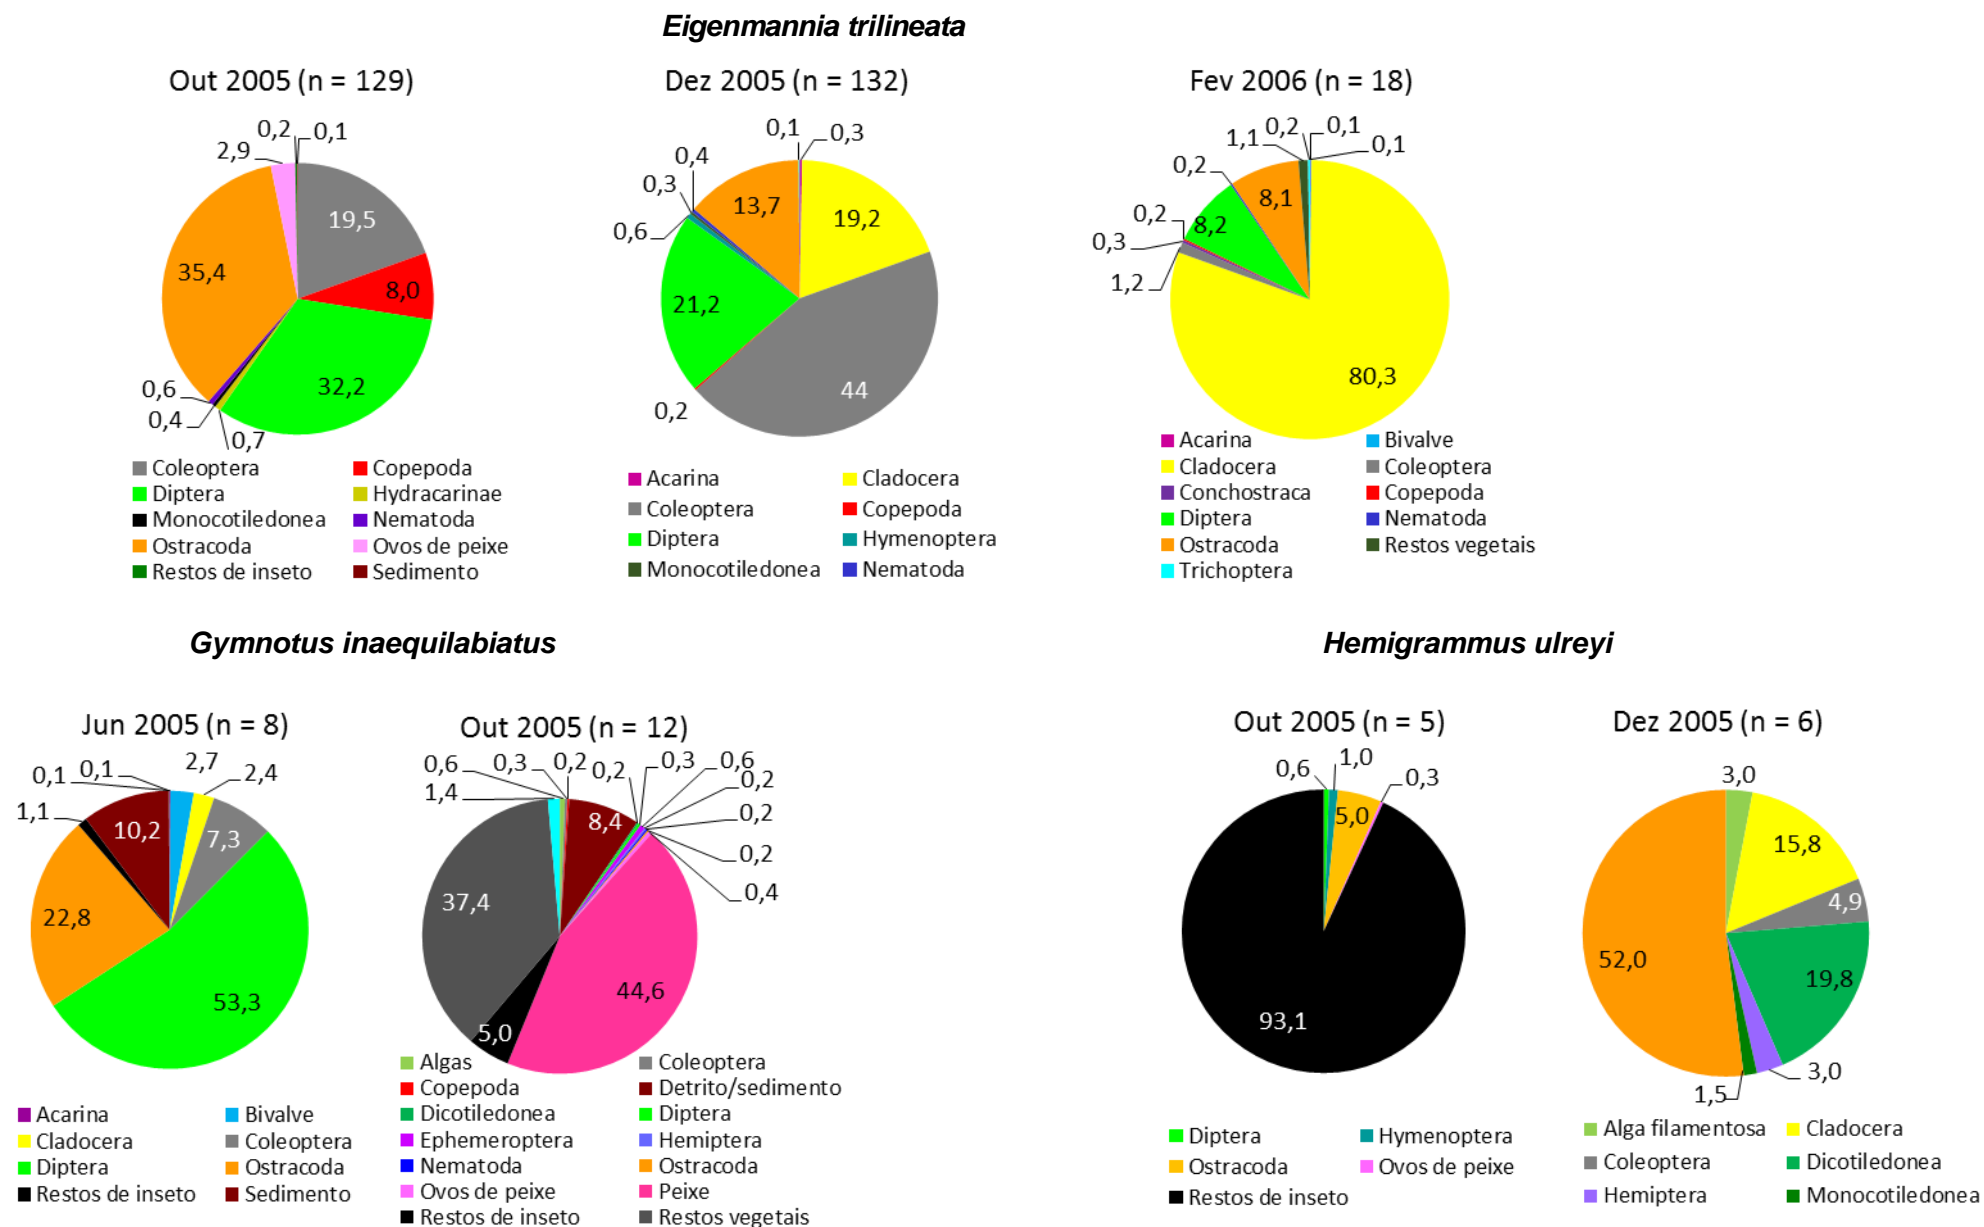 Eigenmannia trilineata
Out 2005 (n = 129)
0,2
0,1
2,9
19,5
35,4
8,0
32,2
0,6
0,4
0,7
Coleoptera
Copepoda
Diptera
Hydracarinae
Monocotiledonea
Nematoda
Ostracoda
Ovos de peixe
Restos de inseto
Sedimento
Dez 2005 (n = 132)
0,1
0,3
0,4
0,3
13,7
19,2
0,6
21,2
44
0,2
Acarina
Cladocera
Coleoptera
Copepoda
Diptera
Hymenoptera
Monocotiledonea
Nematoda
Fev 2006 (n = 18)
0,2
0,1
1,1
0,1
0,2
8,1
0,2
8,2
0,3
1,2
80,3
Acarina
Bivalve
Cladocera
Coleoptera
Conchostraca
Copepoda
Diptera
Nematoda
Ostracoda
Restos vegetais
Trichoptera
Gymnotus inaequilabiatus
Jun 2005 (n = 8)
0,1
0,1
2,7
2,4
1,1
10,2
7,3
22,8
53,3
Acarina
Bivalve
Cladocera
Coleoptera
Diptera
Ostracoda
Restos de inseto
Sedimento
Out 2005 (n = 12)
0,6
0,3
0,2
0,2
0,3
0,6
0,2
1,4
8,4
0,2
0,2
0,4
37,4
44,6
5,0
Algas
Coleoptera
Copepoda
Detrito/sedimento
Dicotiledonea
Diptera
Ephemeroptera
Hemiptera
Nematoda
Ostracoda
Ovos de peixe
Peixe
Restos de inseto
Restos vegetais
Hemigrammus ulreyi
Out 2005 (n = 5)
0,6
1,0
0,3
5,0
93,1
Diptera
Hymenoptera
Ostracoda
Ovos de peixe
Restos de inseto
Dez 2005 (n = 6)
3,0
15,8
4,9
52,0
19,8
3,0
1,5
Alga filamentosa
Cladocera
Coleoptera
Dicotiledonea
Hemiptera
Monocotiledonea